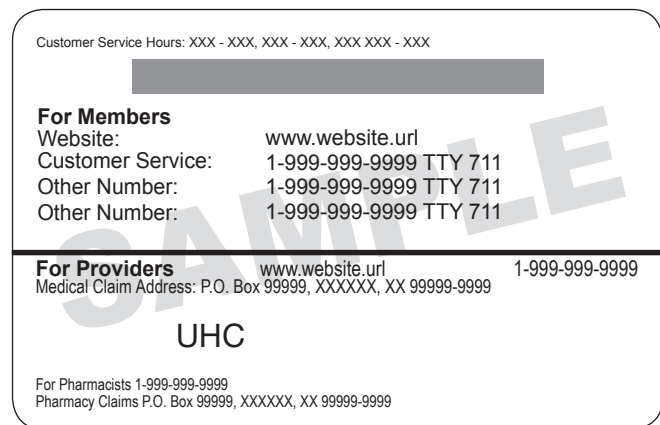 Customer Service Hours: XXX - XXX, XXX - XXX, XXX XXX - XXX
For Members
Website: www.website.url
Customer Service: 1-999-999-9999 TTY 711
Other Number: 1-999-999-9999 TTY 711
Other Number: 1-999-999-9999 TTY 711
SAMPLE
For Providers www.website.url 1-999-999-9999
Medical Claim Address: P.O. Box 99999, XXXXXX, XX 99999-9999
UHC
For Pharmacists 1-999-999-9999
Pharmacy Claims P.O. Box 99999, XXXXXX, XX 99999-9999